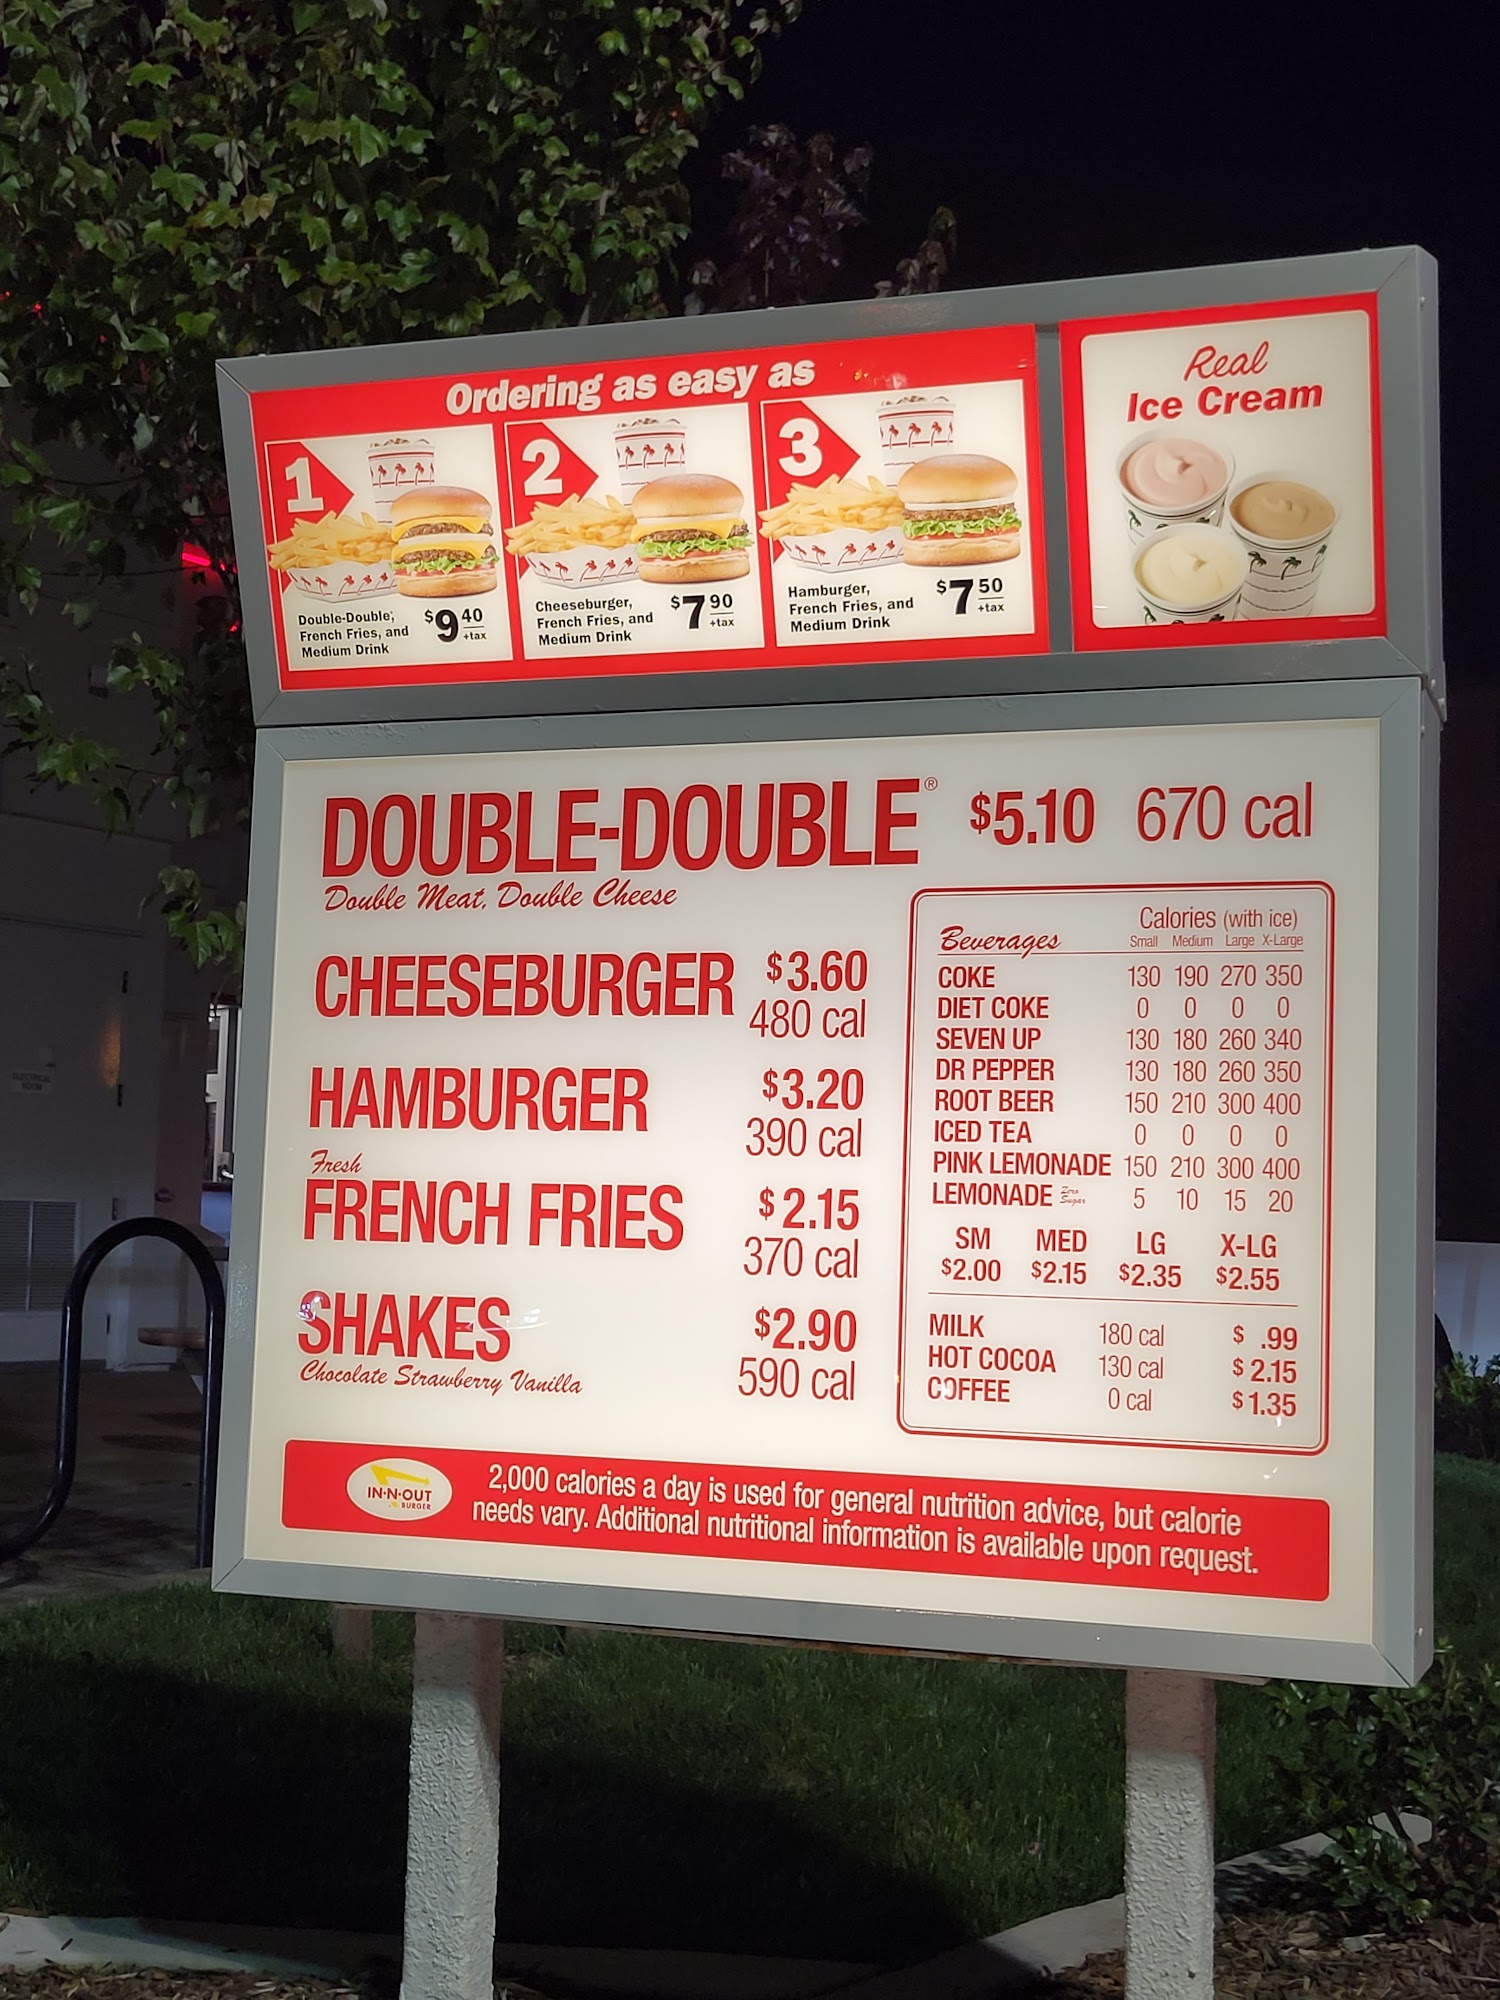 Ordering as easy as
1
Double-Double®,
French Fries, and
Medium Drink
$9 40
+tax
2
Cheeseburger,
French Fries, and
Medium Drink
$7 90
+tax
3
Hamburger,
French Fries, and
Medium Drink
$7 50
+tax
Real
Ice Cream
DOUBLE-DOUBLE® $5.10 670 cal
Double Meat, Double Cheese
CHEESEBURGER $3.60
480 cal
HAMBURGER $3.20
390 cal
Fresh
FRENCH FRIES $2.15
370 cal
SHAKES $2.90
Chocolate Strawberry Vanilla 590 cal
Beverages Calories (with ice)
Small Medium Large X-Large
COKE 130 190 270 350
DIET COKE 0 0 0 0
SEVEN UP 130 180 260 340
DR PEPPER 130 180 260 350
ROOT BEER 150 210 300 400
ICED TEA 0 0 0 0
PINK LEMONADE 150 210 300 400
LEMONADE Zero Sugar 5 10 15 20
SM MED LG X-LG
$2.00 $2.15 $2.35 $2.55
MILK 180 cal $ .99
HOT COCOA 130 cal $ 2.15
COFFEE 0 cal $ 1.35
IN-N-OUT
BURGER
2,000 calories a day is used for general nutrition advice, but calorie
needs vary. Additional nutritional information is available upon request.
ELECTRICAL
ROOM